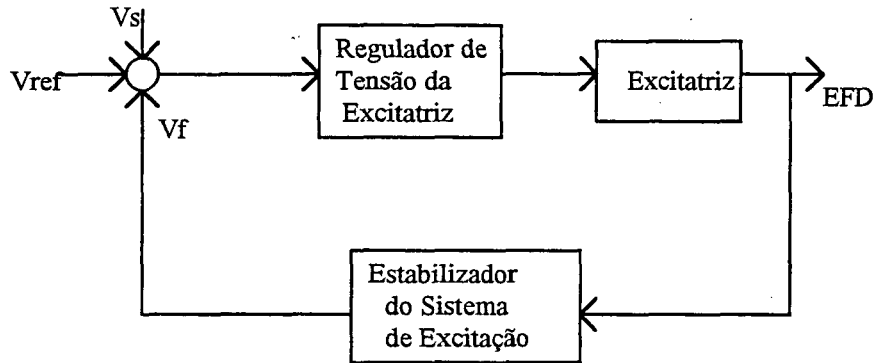 Vs
Vref
Vf
Regulador de
Tensão da
Excitatriz
Excitatriz
EFD
Estabilizador
do Sistema
de Excitação